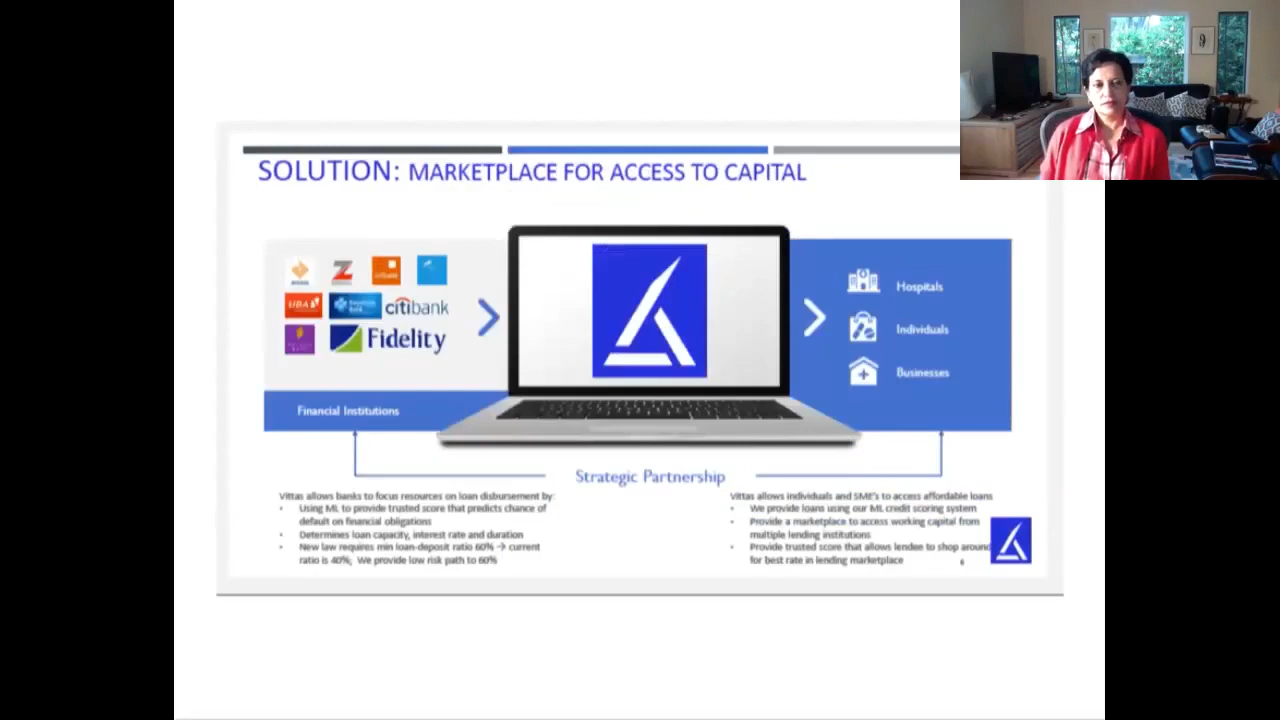 SOLUTION: MARKETPLACE FOR ACCESS TO CAPITAL
UBA
citibank
Fidelity
Hospitals
Individuals
Businesses
Financial Institutions
Strategic Partnership
Vittas allows banks to focus resources on loan disbursement by:
• Using ML to provide trusted score that predicts chance of
default on financial obligations
• Determines loan capacity, interest rate and duration
• New law requires min loan-deposit ratio 60% → current
ratio is 40%; We provide low risk path to 60%
Vittas allows individuals and SME's to access affordable loans
• We provide loans using our ML credit scoring system
• Provide a marketplace to access working capital from
multiple lending institutions
• Provide trusted score that allows lendee to shop around
for best rate in lending marketplace
6